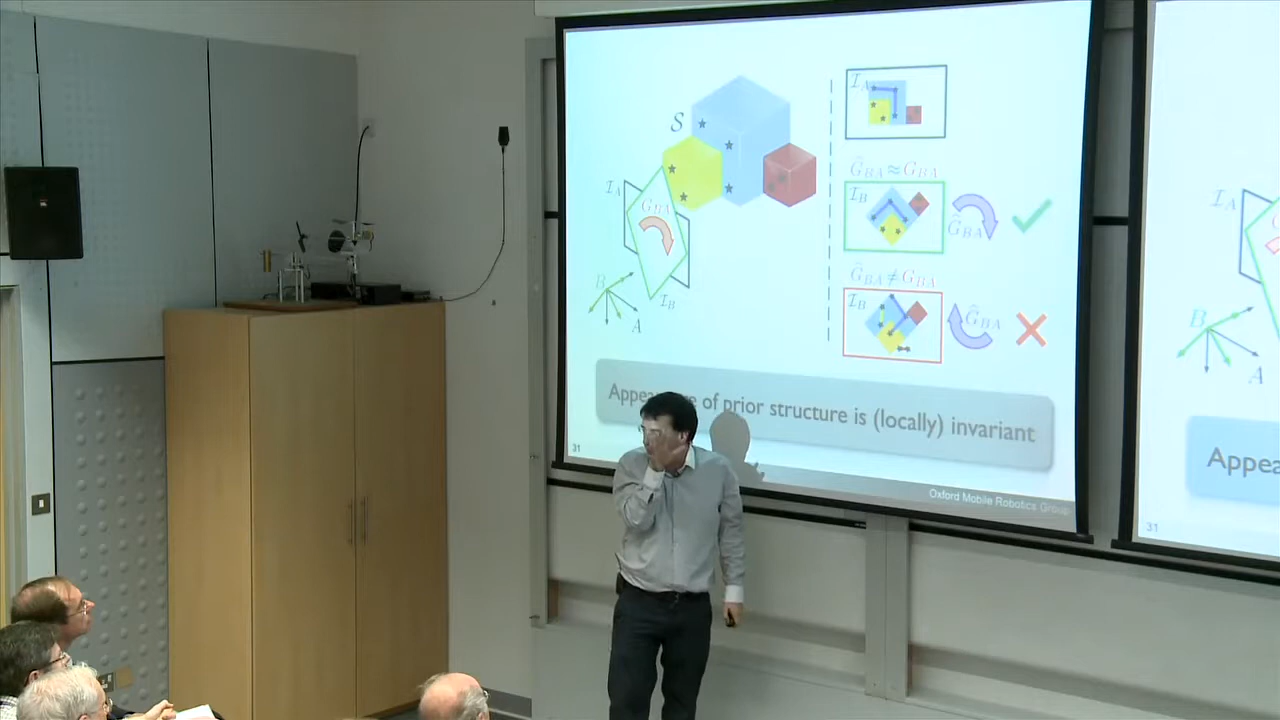 S
I_A
I_A
G_BA
Ĝ_BA ≈ G_BA
I_B
Ĝ_BA
Ĝ_BA ≠ G_BA
I_B
Ĝ_BA
B
I_B
A
of prior structure is (locally) invariant
31
Oxford Mobile Robotics Group
I_A
B
A
31